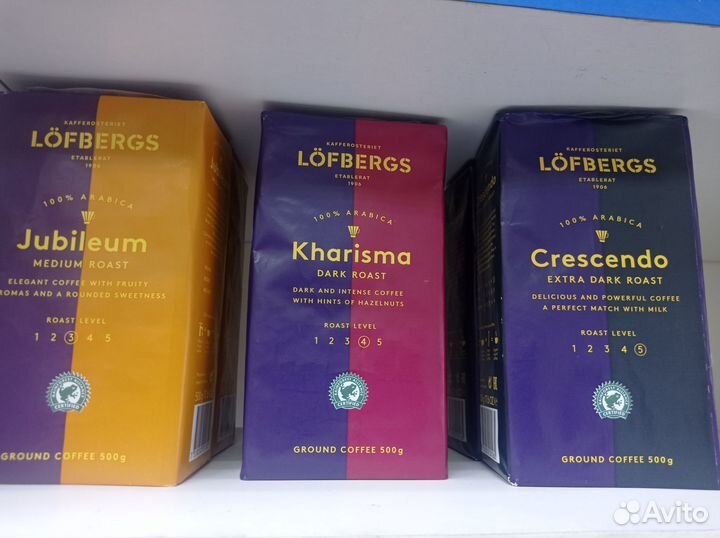 KAFFEROSTERIET
LÖFBERGS
ETABLERAT
1906
100% ARABICA
Jubileum
MEDIUM ROAST
ELEGANT COFFEE WITH FRUITY
AND A ROUNDED SWEETNESS
ROAST LEVEL
1 2 3 4 5
CERTIFIED
GROUND COFFEE 500g
KAFFEROSTERIET
LÖFBERGS
ETABLERAT
1906
100% ARABICA
Kharisma
DARK ROAST
DARK AND INTENSE COFFEE
WITH HINTS OF HAZELNUTS
ROAST LEVEL
1 2 3 4 5
CERTIFIED
GROUND COFFEE 500g
Crescendo
KAFFEROSTERIET
LÖFBERGS
ETABLERAT
1906
100% ARABICA
Crescendo
EXTRA DARK ROAST
DELICIOUS AND POWERFUL COFFEE
A PERFECT MATCH WITH MILK
ROAST LEVEL
1 2 3 4 5
CERTIFIED
GROUND COFFEE 500g
Avito